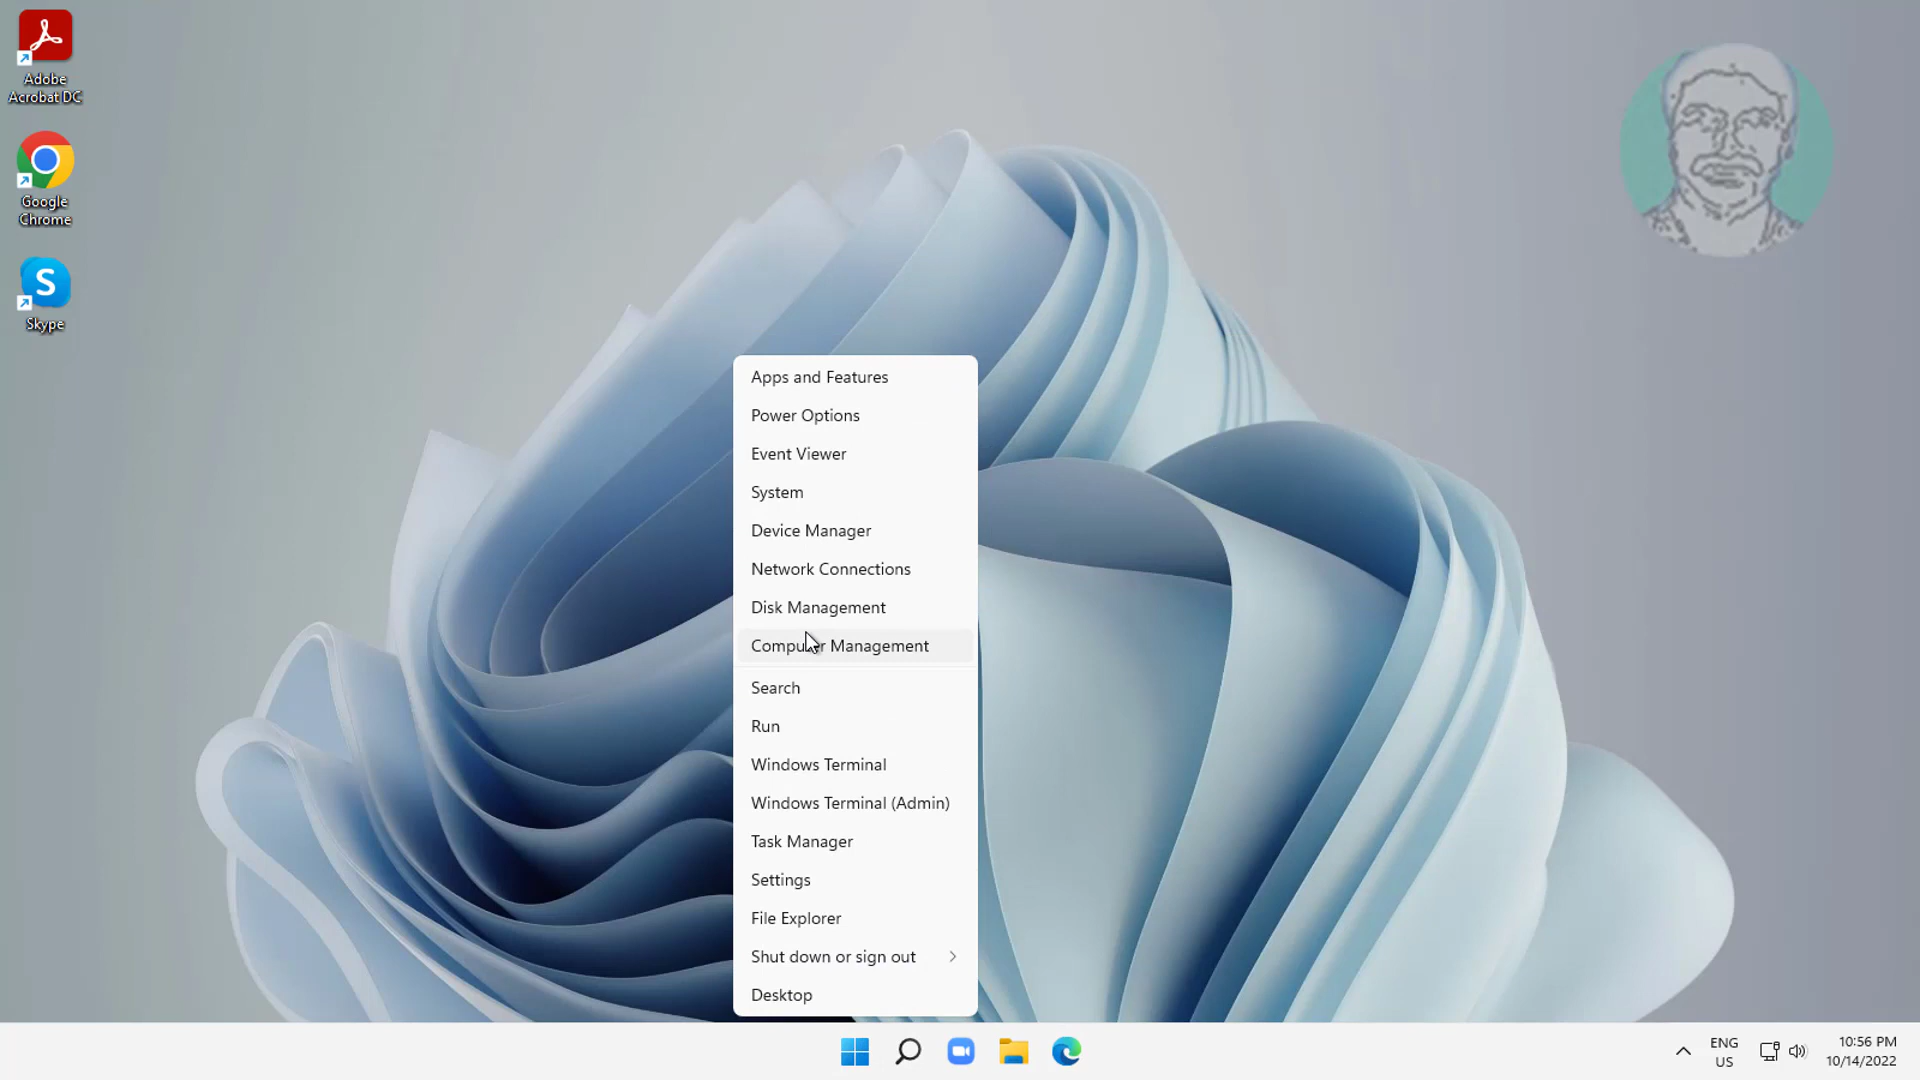 Adobe
Acrobat DC
Google
Chrome
S
Skype
Apps and Features
Power Options
Event Viewer
System
Device Manager
Network Connections
Disk Management
Computer Management
Search
Run
Windows Terminal
Windows Terminal (Admin)
Task Manager
Settings
File Explorer
Shut down or sign out
Desktop
ENG
US
10:56 PM
10/14/2022